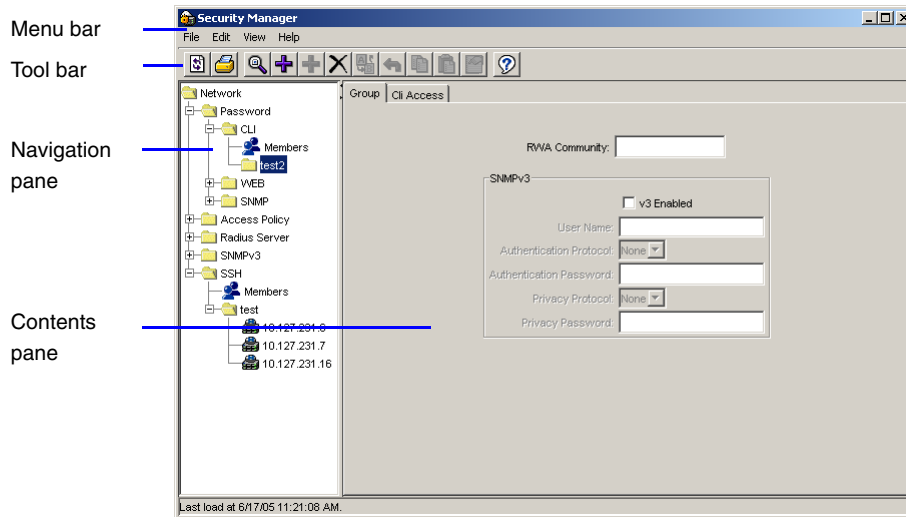 Security Manager
Menu bar
File Edit View Help
Tool bar
Network
Password
CLI
Members
test2
WEB
SNMP
Access Policy
Radius Server
SNMPv3
SSH
Members
test
10.127.231.7
10.127.231.16
Navigation
pane
Contents
pane
Group Cli Access
RWA Community:
SNMPv3
v3 Enabled
User Name:
Authentication Protocol: None
Authentication Password:
Privacy Protocol: None
Privacy Password:
Last load at 6/17/05 11:21:08 AM.